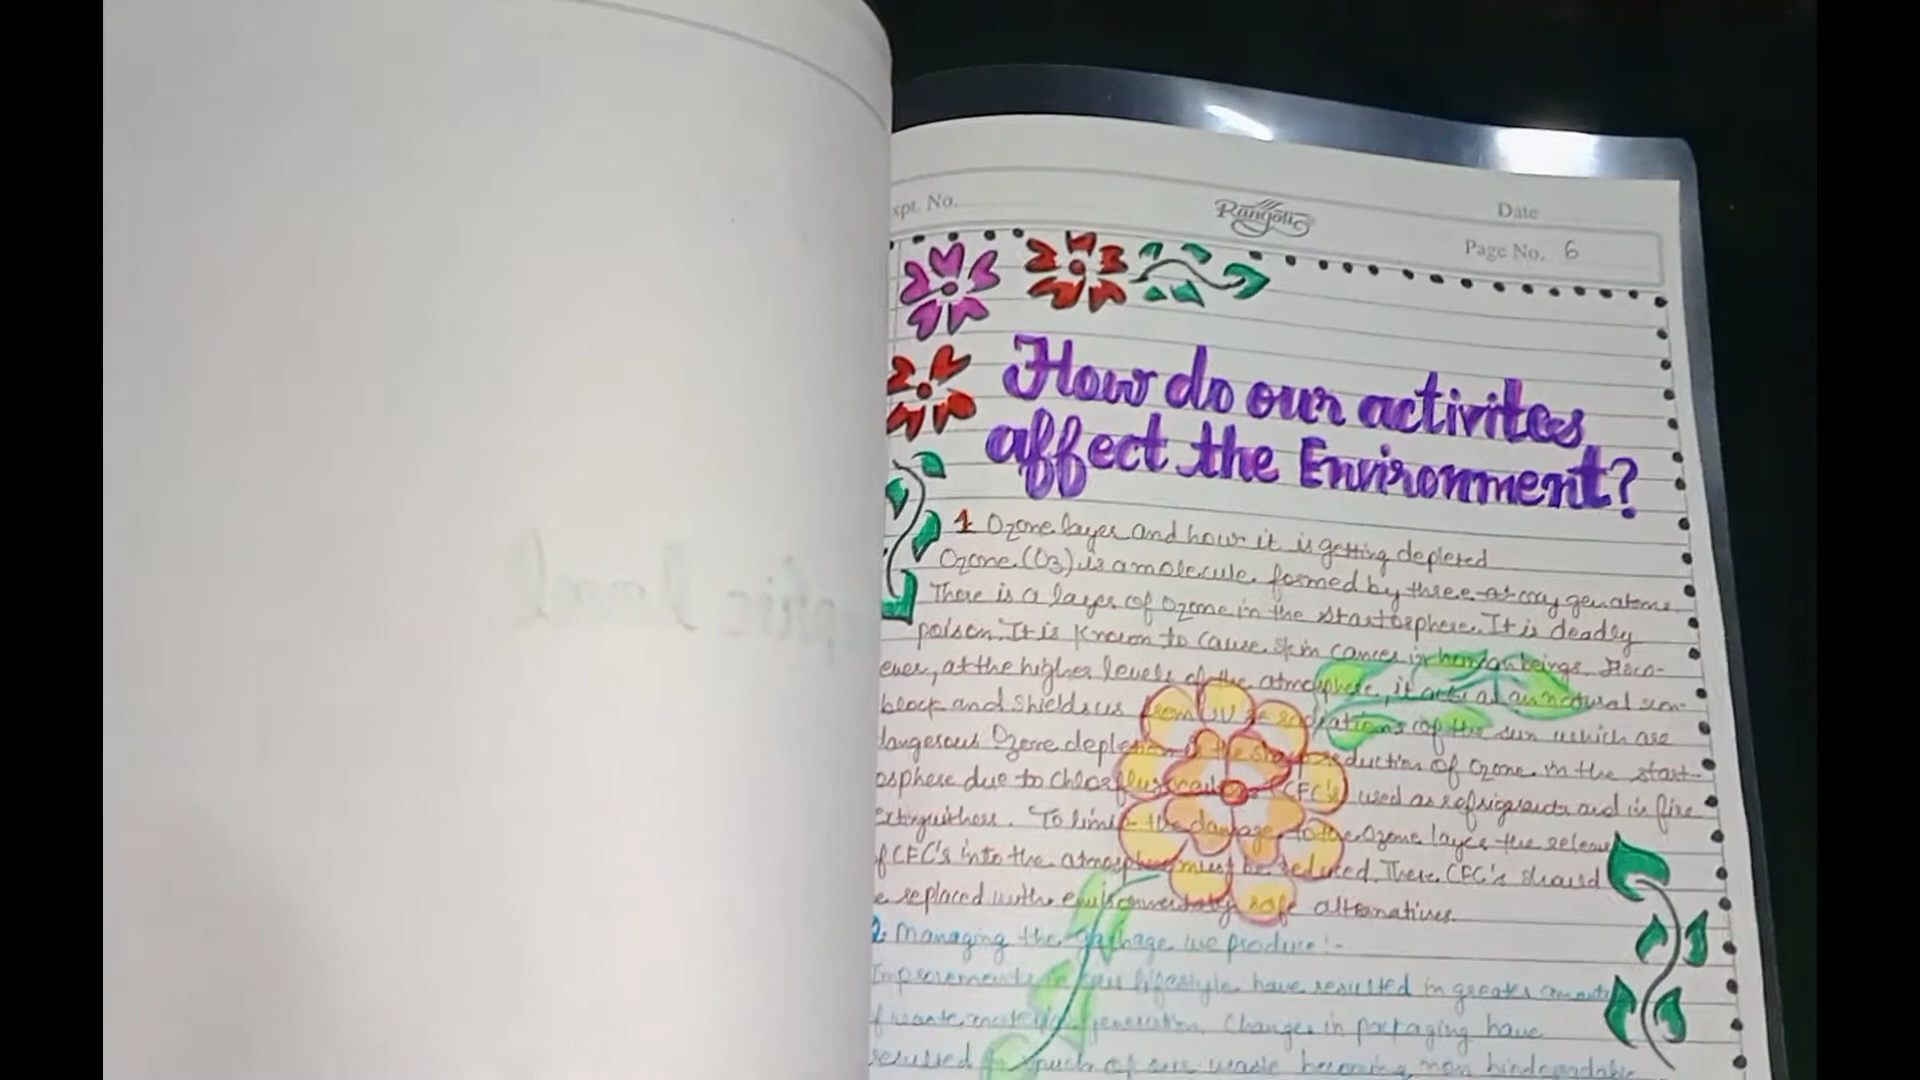 Expt. No.
Rangoli
Date
Page No. 6
How do our activites
affect the Environment?
1 Ozone layer and how it is getting depleted
Ozone (O3) is a molecule formed by three
There is a layer of Ozone in the Startosphere. It is deadly
poison. It is known to cause skin cancer in human beings. How-
ever, at the higher levels of the atmosphere, it acts as natural sun-
block and shields us from radiations of the sun which are
dangerous Ozone depletion is the sharp reduction of Ozone in the start-
osphere due to CFC's used as refrigerants and in fire
extinguishers. To limit the damage to the Ozone layer the release
of CFC's into the atmosphere must be reduced. These CFC's should
be replaced with safe alternatives.
2. Managing the garbage we produce:-
Improvements in our lifestyle have resulted in greater
of waste material generation. Changes in packaging have
resulted in much of our waste becoming non